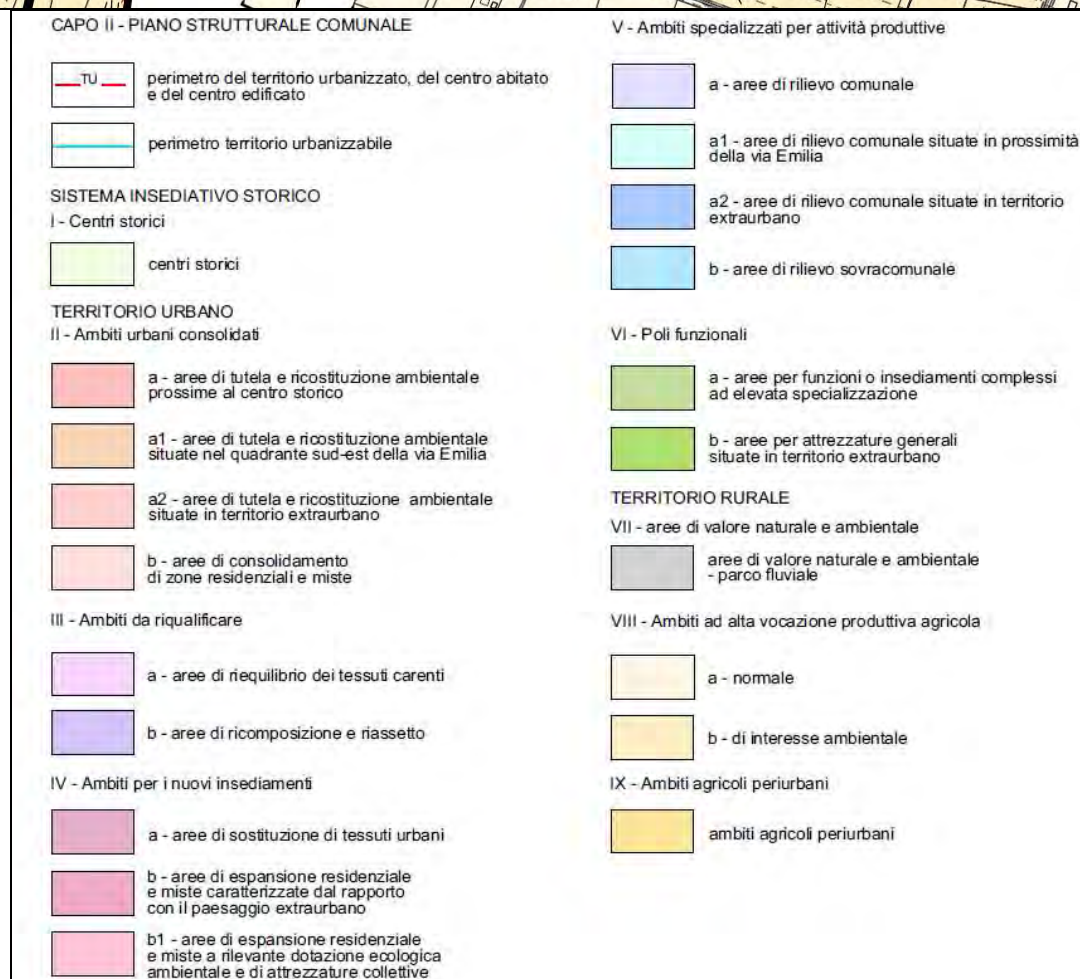 CAPO II - PIANO STRUTTURALE COMUNALE
TU
perimetro del territorio urbanizzato, del centro abitato
e del centro edificato
perimetro territorio urbanizzabile
SISTEMA INSEDIATIVO STORICO
I - Centri storici
centri storici
TERRITORIO URBANO
II - Ambiti urbani consolidati
a - aree di tutela e ricostituzione ambientale
prossime al centro storico
a1 - aree di tutela e ricostituzione ambientale
situate nel quadrante sud-est della via Emilia
a2 - aree di tutela e ricostituzione ambientale
situate in territorio extraurbano
b - aree di consolidamento
di zone residenziali e miste
III - Ambiti da riqualificare
a - aree di riequilibrio dei tessuti carenti
b - aree di ricomposizione e riassetto
IV - Ambiti per i nuovi insediamenti
a - aree di sostituzione di tessuti urbani
b - aree di espansione residenziale
e miste caratterizzate dal rapporto
con il paesaggio extraurbano
b1 - aree di espansione residenziale
e miste a rilevante dotazione ecologica
ambientale e di attrezzature collettive
V - Ambiti specializzati per attività produttive
a - aree di rilievo comunale
a1 - aree di rilievo comunale situate in prossimità
della via Emilia
a2 - aree di rilievo comunale situate in territorio
extraurbano
b - aree di rilievo sovracomunale
VI - Poli funzionali
a - aree per funzioni o insediamenti complessi
ad elevata specializzazione
b - aree per attrezzature generali
situate in territorio extraurbano
TERRITORIO RURALE
VII - aree di valore naturale e ambientale
aree di valore naturale e ambientale
- parco fluviale
VIII - Ambiti ad alta vocazione produttiva agricola
a - normale
b - di interesse ambientale
IX - Ambiti agricoli periurbani
ambiti agricoli periurbani